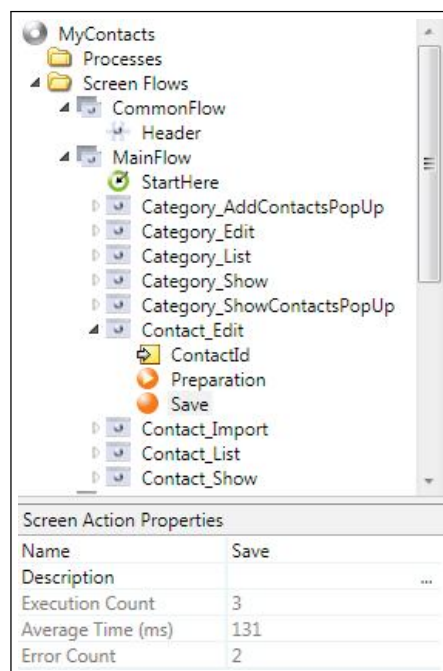 MyContacts
Processes
Screen Flows
CommonFlow
Header
MainFlow
StartHere
Category_AddContactsPopUp
Category_Edit
Category_List
Category_Show
Category_ShowContactsPopUp
Contact_Edit
ContactId
Preparation
Save
Contact_Import
Contact_List
Contact_Show
Screen Action Properties
Name Save
Description ...
Execution Count 3
Average Time (ms) 131
Error Count 2